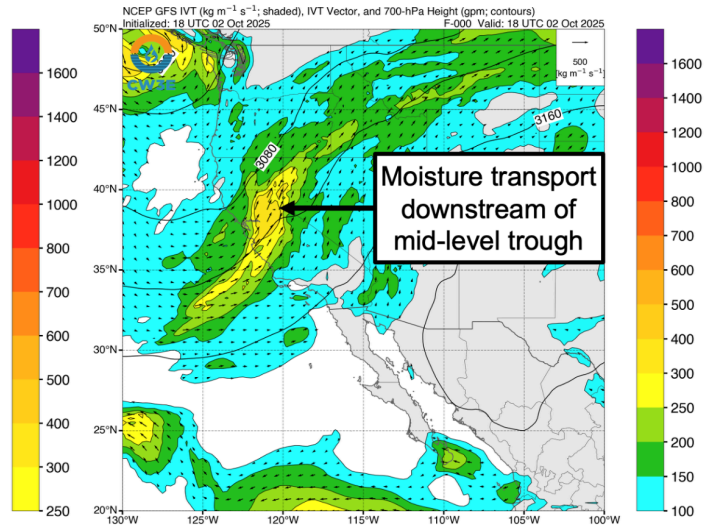 NCEP GFS IVT (kg m⁻¹ s⁻¹; shaded), IVT Vector, and 700-hPa Height (gpm; contours)
Initialized: 18 UTC 02 Oct 2025 F-000 Valid: 18 UTC 02 Oct 2025
CW3E
500
[kg m⁻¹ s⁻¹]
50°N
45°N
40°N
35°N
30°N
25°N
20°N
130°W
125°W
120°W
115°W
110°W
105°W
100°W
3080
3160
Moisture transport
downstream of
mid-level trough
1600
1400
1200
1000
800
700
600
500
400
300
250
1600
1400
1200
1000
800
700
600
500
400
300
250
200
150
100